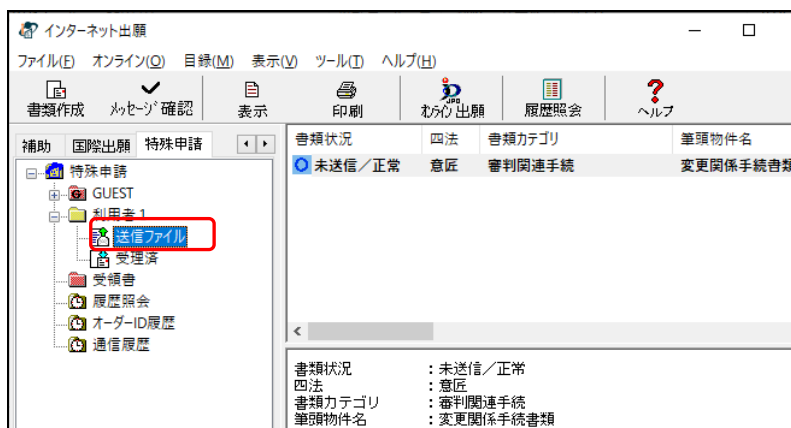 インターネット出願
ファイル(F) オンライン(O) 目録(M) 表示(V) ツール(T) ヘルプ(H)
書類作成 メッセージ確認 表示 印刷 オンライン出願 履歴照会 ヘルプ
補助 国際出願 特殊申請
書類状況 四法 書類カテゴリ 筆頭物件名
未送信／正常 意匠 審判関連手続 変更関係手続書類
特殊申請
GUEST
利用者1
送信ファイル
受理済
受領書
履歴照会
オーダーID履歴
通信履歴
書類状況 ：未送信／正常
四法 ：意匠
書類カテゴリ ：審判関連手続
筆頭物件名 ：変更関係手続書類